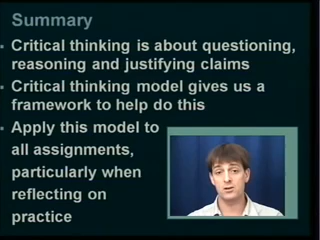 Summary
Critical thinking is about questioning,
reasoning and justifying claims
Critical thinking model gives us a
framework to help do this
Apply this model to
all assignments,
particularly when
reflecting on
practice